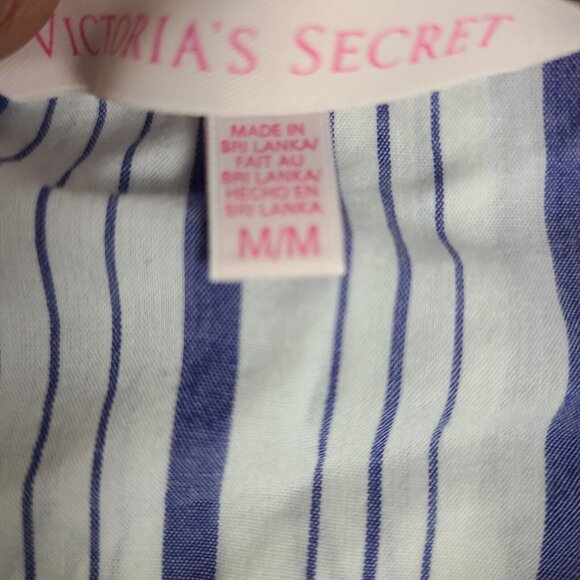 VICTORIA'S SECRET
MADE IN
SRI LANKA/
FAIT AU
SRI LANKA/
HECHO EN
SRI LANKA
M/M